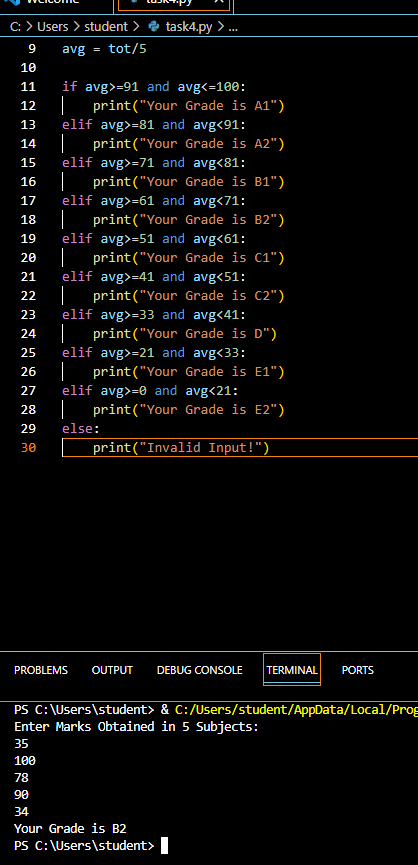 Welcome task4.py
C: > Users > student > task4.py > ...
9 avg = tot/5
10
11 if avg>=91 and avg<=100:
12     print("Your Grade is A1")
13 elif avg>=81 and avg<91:
14     print("Your Grade is A2")
15 elif avg>=71 and avg<81:
16     print("Your Grade is B1")
17 elif avg>=61 and avg<71:
18     print("Your Grade is B2")
19 elif avg>=51 and avg<61:
20     print("Your Grade is C1")
21 elif avg>=41 and avg<51:
22     print("Your Grade is C2")
23 elif avg>=33 and avg<41:
24     print("Your Grade is D")
25 elif avg>=21 and avg<33:
26     print("Your Grade is E1")
27 elif avg>=0 and avg<21:
28     print("Your Grade is E2")
29 else:
30     print("Invalid Input!")
PROBLEMS OUTPUT DEBUG CONSOLE TERMINAL PORTS
PS C:\Users\student> & C:/Users/student/AppData/Local/Prog
Enter Marks Obtained in 5 Subjects:
35
100
78
90
34
Your Grade is B2
PS C:\Users\student>